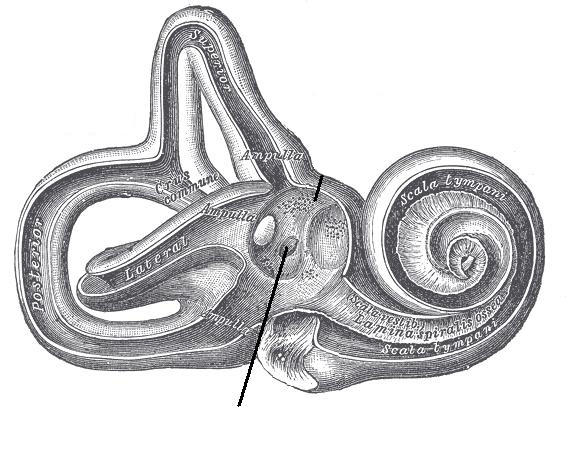 Superior
Ampulla
Crus
commune
Ampulla
Lateral
Posterior
Ampulla
Scala tympani
Scala vestib.
Lamina spiralis ossea
Scala tympani